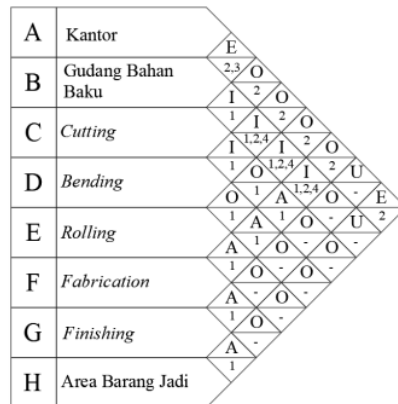 A Kantor
E
B Gudang Bahan Baku
2,3 O
I 2 O
C Cutting
1 I 2 O
I 1,2,4 I 2 O
D Bending
1 O 1,2,4 I 2 U
O 1 A 1,2,4 O - E
E Rolling
1 A 1 O - U 2
A 1 O - O -
F Fabrication
1 O - O -
A - O -
G Finishing
1 O -
A -
H Area Barang Jadi
1